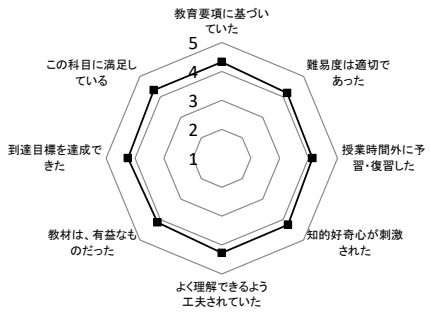 教育要項に基づい
ていた
難易度は適切で
あった
授業時間外に予
習・復習した
知的好奇心が刺激
された
よく理解できるよう
工夫されていた
教材は、有益なも
のだった
到達目標を達成で
きた
この科目に満足し
ている
5
4
3
2
1